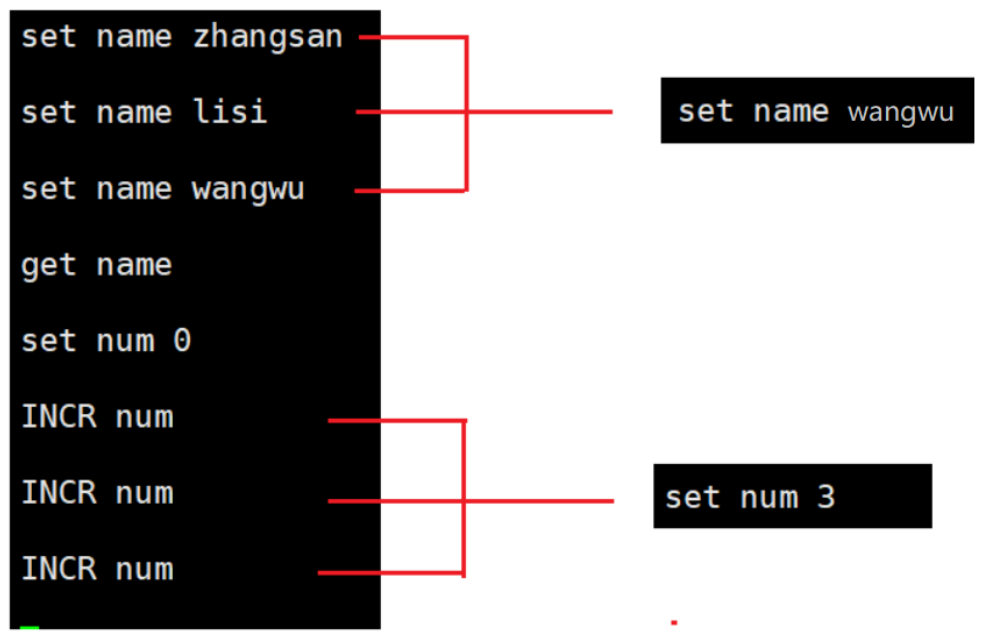 set name zhangsan
set name lisi
set name wangwu
get name
set num 0
INCR num
INCR num
INCR num
set name wangwu
set num 3